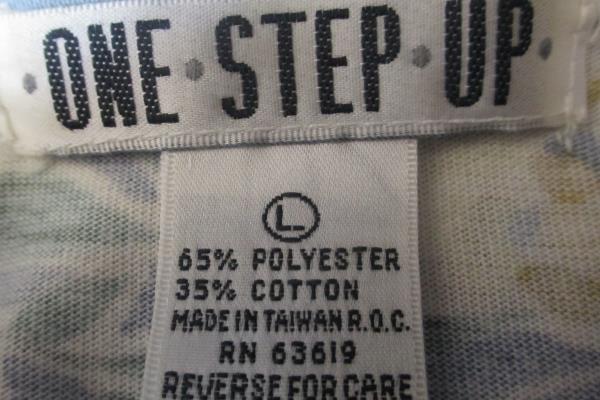 ONE • STEP • UP
L
65% POLYESTER
35% COTTON
MADE IN TAIWAN R.O.C.
RN 63619
REVERSE FOR CARE